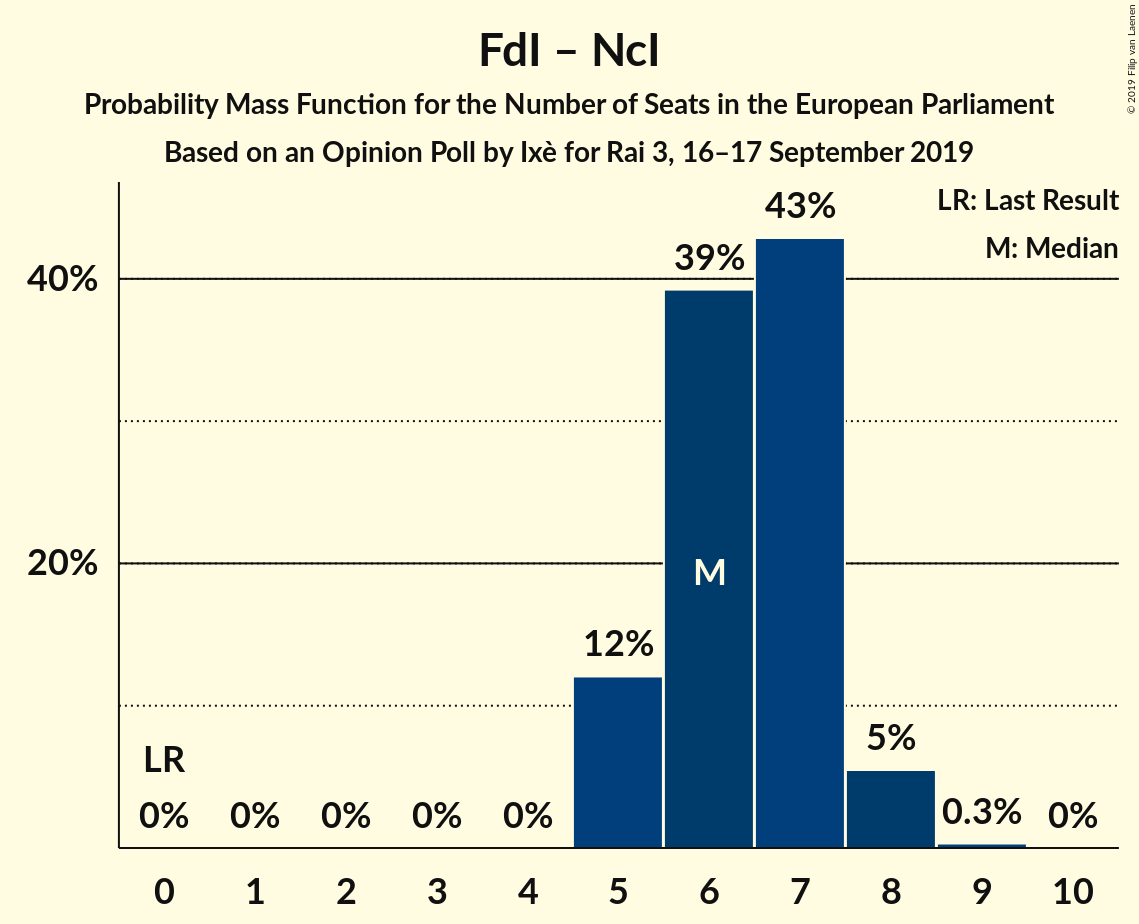 FdI – NcI
Probability Mass Function for the Number of Seats in the European Parliament
Based on an Opinion Poll by Ixè for Rai 3, 16–17 September 2019
© 2019 Filip van Laenen
LR: Last Result
M: Median
43%
39%
40%
20%
M
12%
LR
5%
0% 0% 0% 0% 0% 0.3% 0%
0 1 2 3 4 5 6 7 8 9 10